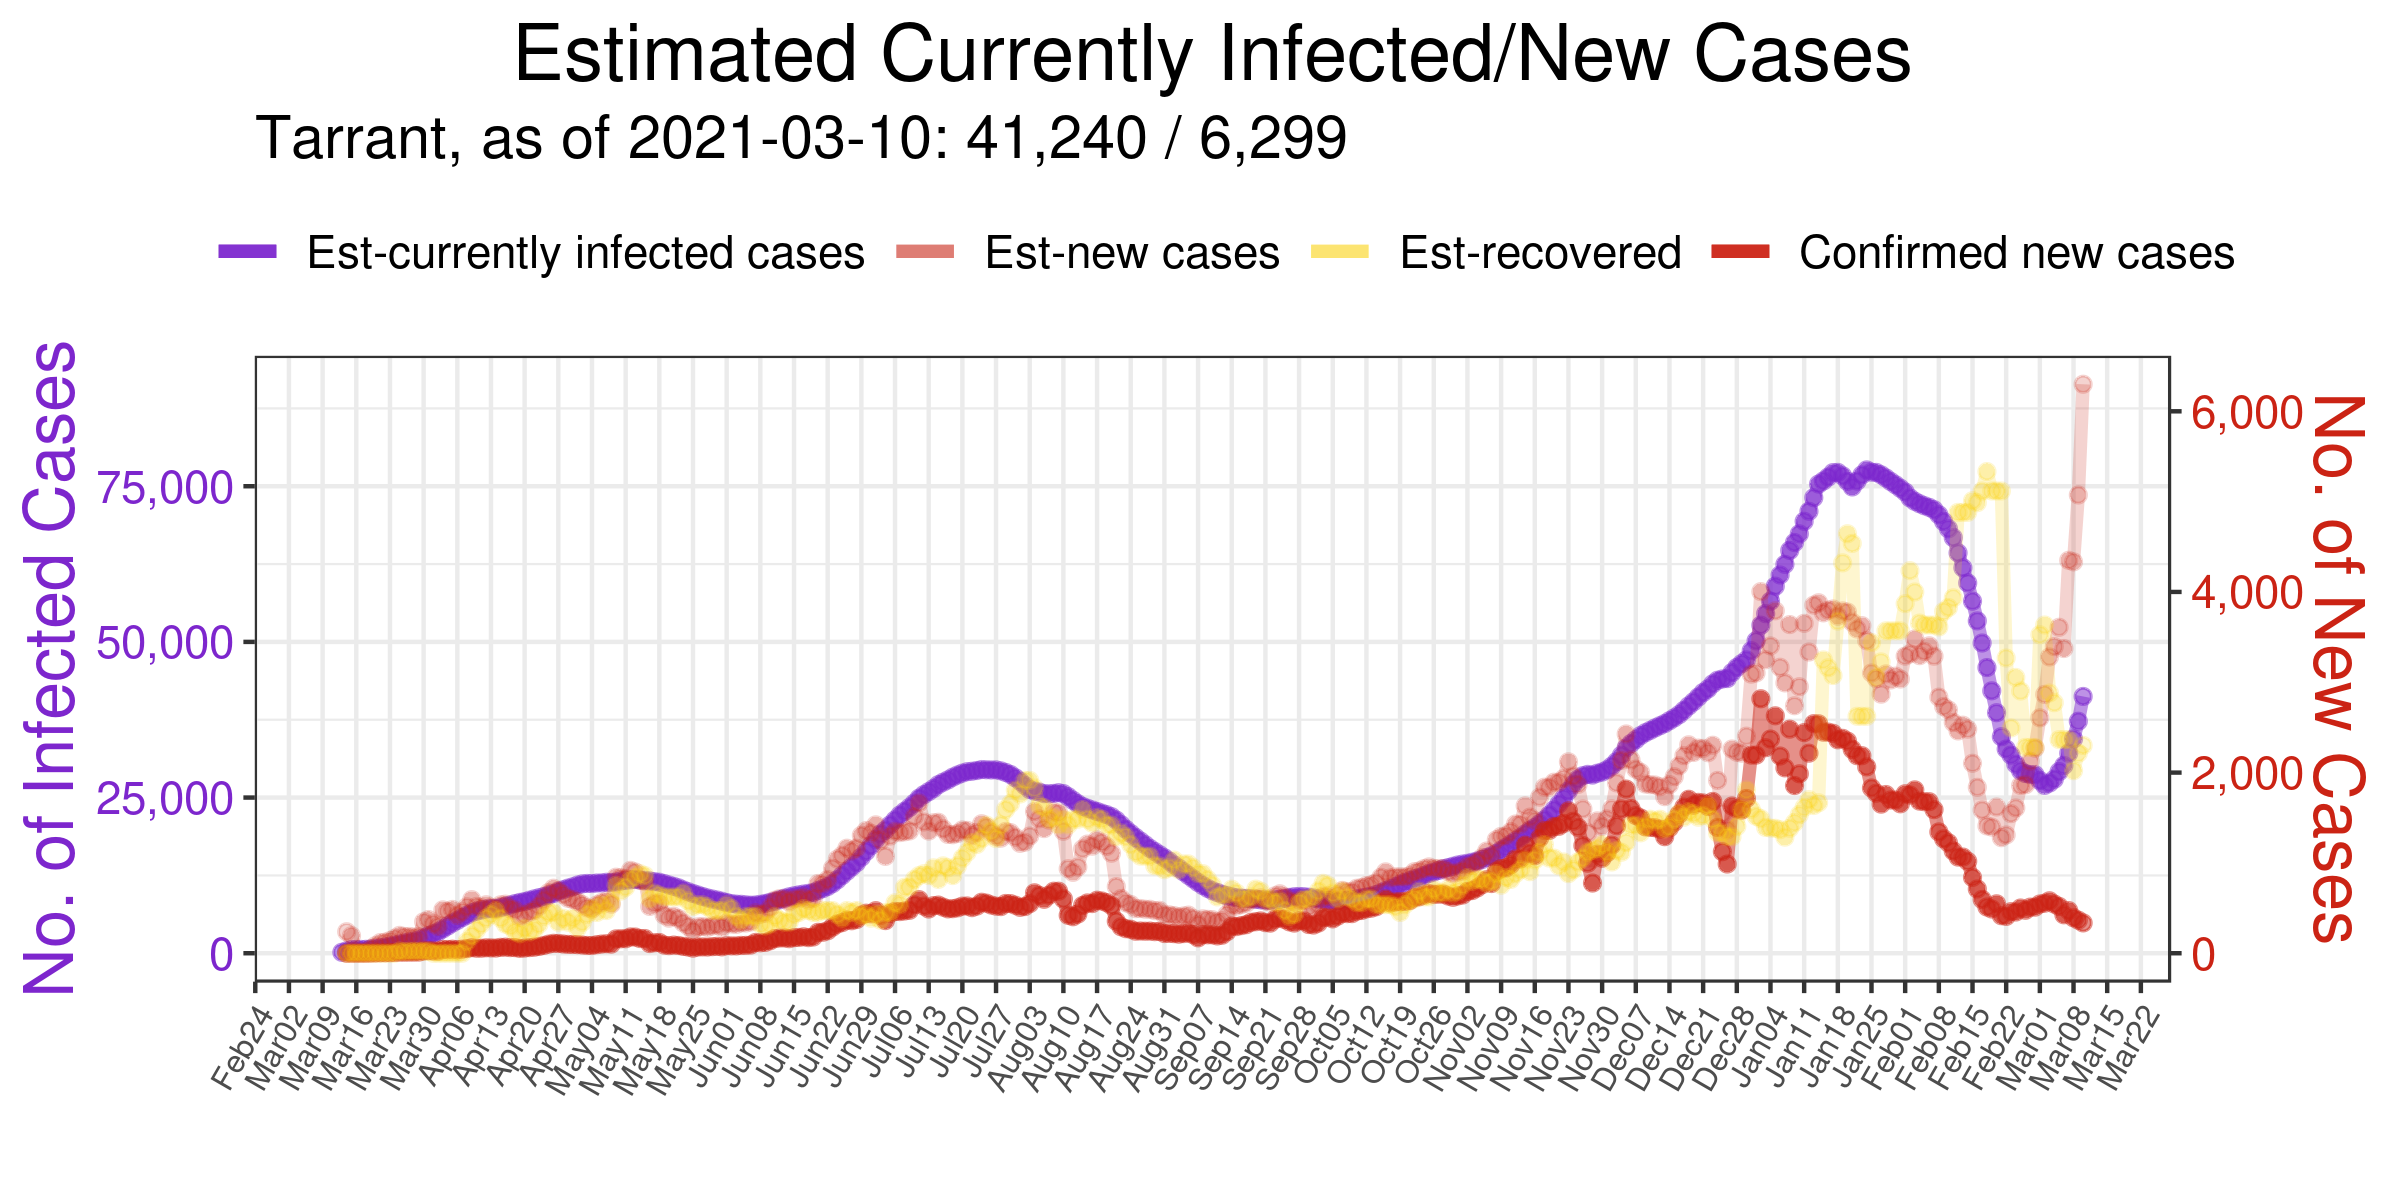 Estimated Currently Infected/New Cases
Tarrant, as of 2021-03-10: 41,240 / 6,299
Est-currently infected cases
Est-new cases
Est-recovered
Confirmed new cases
No. of Infected Cases
75,000
50,000
25,000
0
6,000
4,000
2,000
0
No. of New Cases
Feb24
Mar02
Mar09
Mar16
Mar23
Mar30
Apr06
Apr13
Apr20
Apr27
May04
May11
May18
May25
Jun01
Jun08
Jun15
Jun22
Jun29
Jul06
Jul13
Jul20
Jul27
Aug03
Aug10
Aug17
Aug24
Aug31
Sep07
Sep14
Sep21
Sep28
Oct05
Oct12
Oct19
Oct26
Nov02
Nov09
Nov16
Nov23
Nov30
Dec07
Dec14
Dec21
Dec28
Jan04
Jan11
Jan18
Jan25
Feb01
Feb08
Feb15
Feb22
Mar01
Mar08
Mar15
Mar22